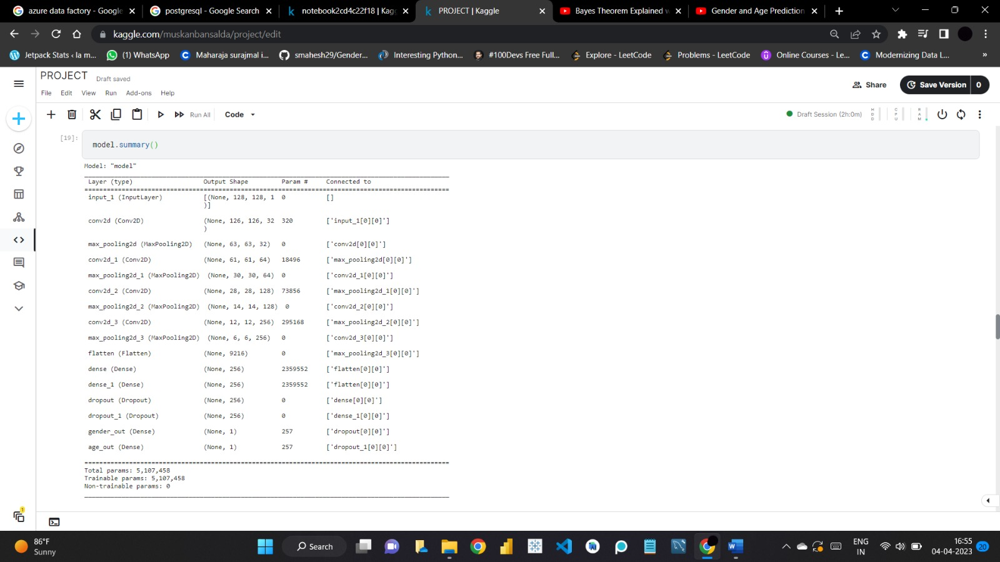 azure data factory - Google
postgresql - Google Search
notebook2cd4c22f18 | Kagg
PROJECT | Kaggle
Bayes Theorem Explained w
Gender and Age Prediction
kaggle.com/muskanbansalda/project/edit
Jetpack Stats ‹ la m...
(1) WhatsApp
Maharaja surajmal i...
smahesh29/Gender...
Interesting Python...
#100Devs Free Full...
Explore - LeetCode
Problems - LeetCode
Online Courses - Le...
Modernizing Data L...
»
PROJECT Draft saved
File Edit View Run Add-ons Help
Share
Save Version 0
Run All
Code
Draft Session (2h:0m)
HDD
CPU
RAM
[19]:
model.summary()
Model: "model"
Layer (type) Output Shape Param # Connected to
input_1 (InputLayer) [(None, 128, 128, 1 0 []
)]
conv2d (Conv2D) (None, 126, 126, 32 320 ['input_1[0][0]']
)
max_pooling2d (MaxPooling2D) (None, 63, 63, 32) 0 ['conv2d[0][0]']
conv2d_1 (Conv2D) (None, 61, 61, 64) 18496 ['max_pooling2d[0][0]']
max_pooling2d_1 (MaxPooling2D) (None, 30, 30, 64) 0 ['conv2d_1[0][0]']
conv2d_2 (Conv2D) (None, 28, 28, 128) 73856 ['max_pooling2d_1[0][0]']
max_pooling2d_2 (MaxPooling2D) (None, 14, 14, 128) 0 ['conv2d_2[0][0]']
conv2d_3 (Conv2D) (None, 12, 12, 256) 295168 ['max_pooling2d_2[0][0]']
max_pooling2d_3 (MaxPooling2D) (None, 6, 6, 256) 0 ['conv2d_3[0][0]']
flatten (Flatten) (None, 9216) 0 ['max_pooling2d_3[0][0]']
dense (Dense) (None, 256) 2359552 ['flatten[0][0]']
dense_1 (Dense) (None, 256) 2359552 ['flatten[0][0]']
dropout (Dropout) (None, 256) 0 ['dense[0][0]']
dropout_1 (Dropout) (None, 256) 0 ['dense_1[0][0]']
gender_out (Dense) (None, 1) 257 ['dropout[0][0]']
age_out (Dense) (None, 1) 257 ['dropout_1[0][0]']
Total params: 5,107,458
Trainable params: 5,107,458
Non-trainable params: 0
1
86°F
Sunny
Search
ENG
IN
16:55
04-04-2023
20